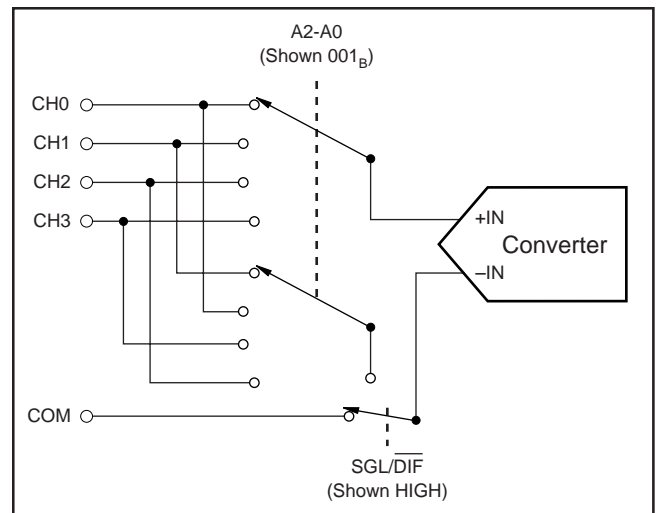 A2-A0
(Shown 001B)
CH0
CH1
CH2
CH3
+IN
Converter
–IN
COM
SGL/DIF
(Shown HIGH)